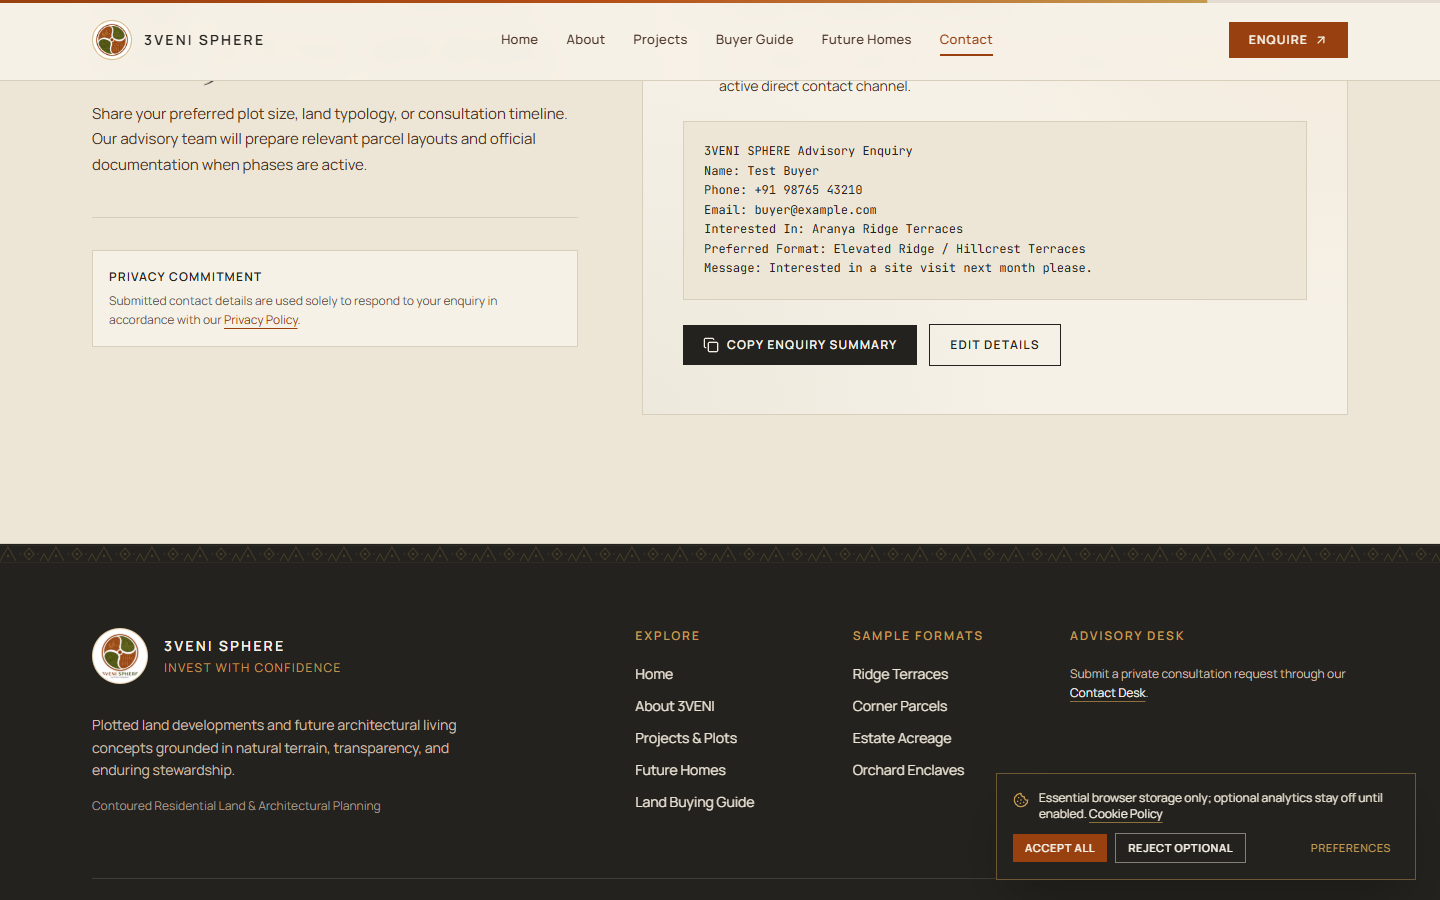 3VENI SPHERE
Home
About
Projects
Buyer Guide
Future Homes
Contact
ENQUIRE
Share your preferred plot size, land typology, or consultation timeline.
Our advisory team will prepare relevant parcel layouts and official
documentation when phases are active.
PRIVACY COMMITMENT
Submitted contact details are used solely to respond to your enquiry in
accordance with our Privacy Policy.
active direct contact channel.
3VENI SPHERE Advisory Enquiry
Name: Test Buyer
Phone: +91 98765 43210
Email: buyer@example.com
Interested In: Aranya Ridge Terraces
Preferred Format: Elevated Ridge / Hillcrest Terraces
Message: Interested in a site visit next month please.
COPY ENQUIRY SUMMARY
EDIT DETAILS
3VENI SPHERE
3VENI SPHERE
INVEST WITH CONFIDENCE
Plotted land developments and future architectural living
concepts grounded in natural terrain, transparency, and
enduring stewardship.
Contoured Residential Land & Architectural Planning
EXPLORE
Home
About 3VENI
Projects & Plots
Future Homes
Land Buying Guide
SAMPLE FORMATS
Ridge Terraces
Corner Parcels
Estate Acreage
Orchard Enclaves
ADVISORY DESK
Submit a private consultation request through our
Contact Desk.
Essential browser storage only; optional analytics stay off until
enabled. Cookie Policy
ACCEPT ALL
REJECT OPTIONAL
PREFERENCES